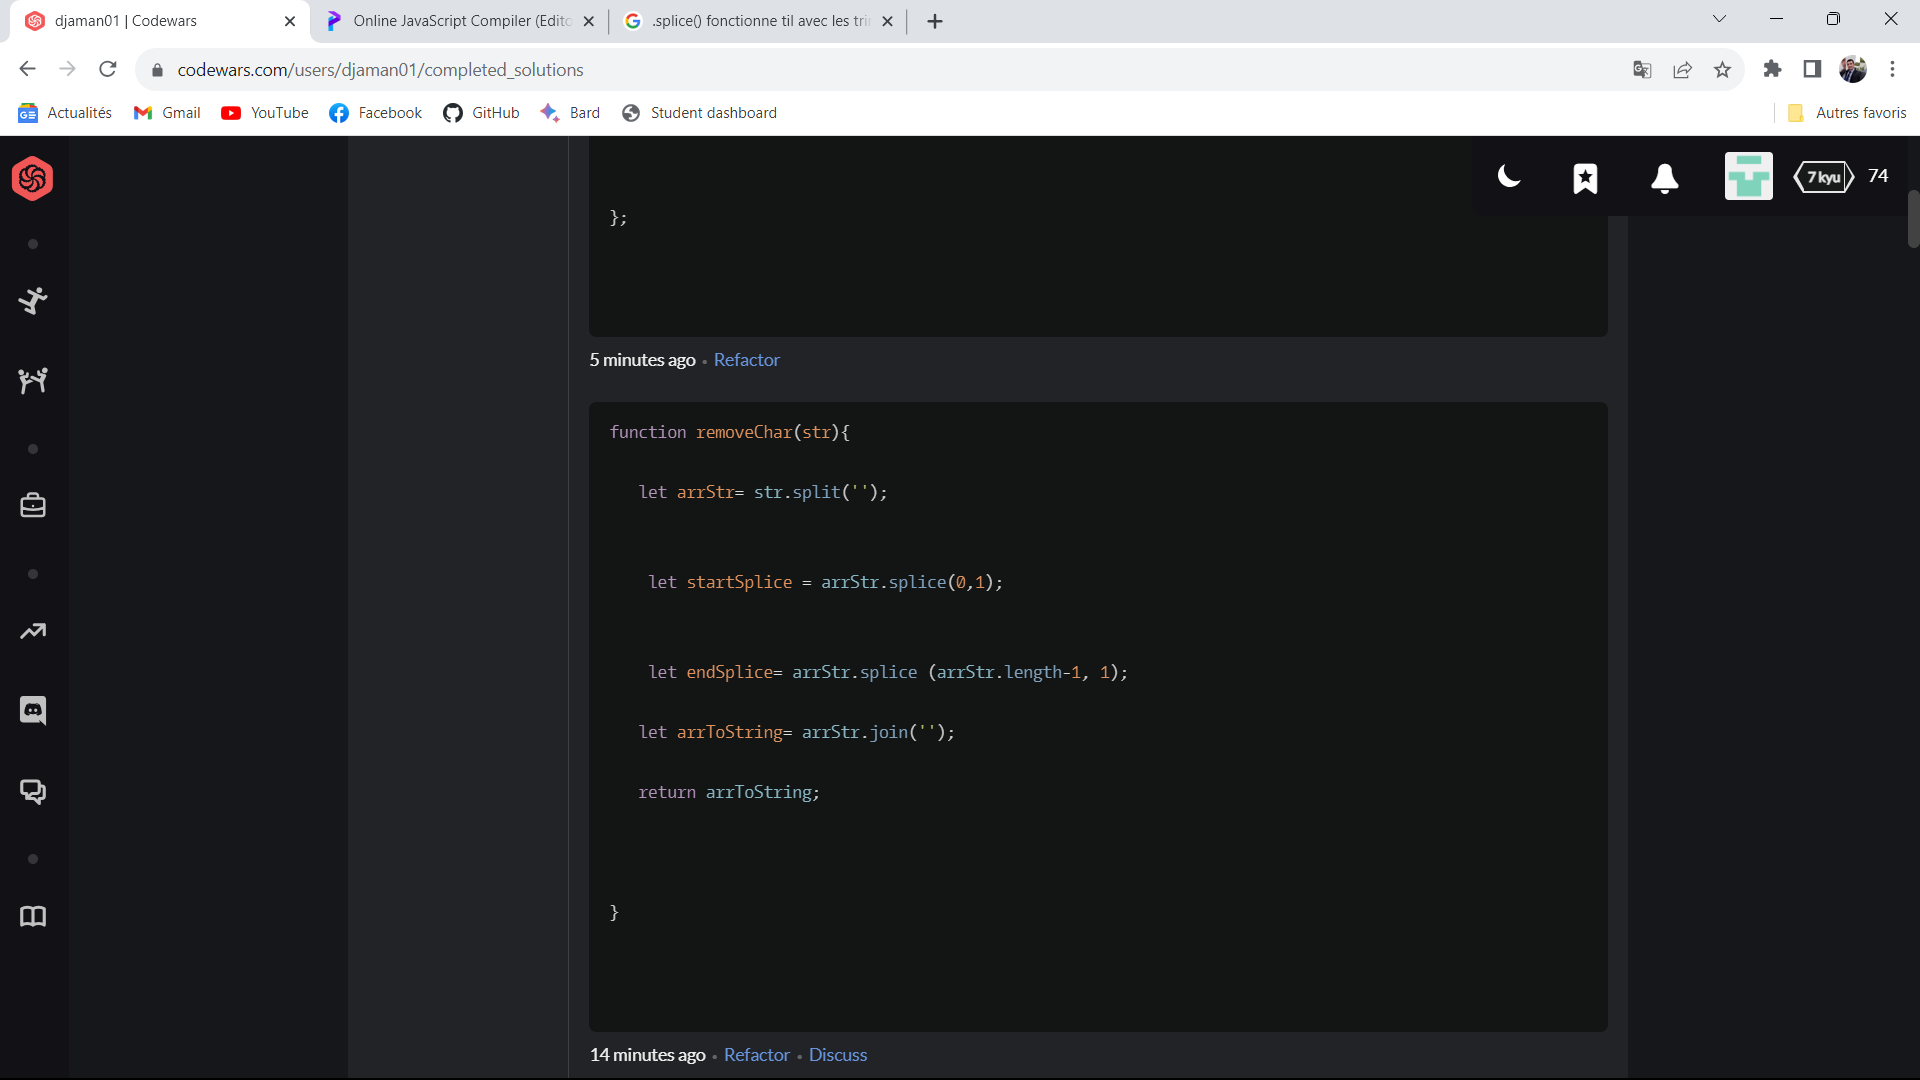 djaman01 | Codewars
Online JavaScript Compiler (Edito
.splice() fonctionne til avec les tri
codewars.com/users/djaman01/completed_solutions
Actualités
Gmail
YouTube
Facebook
GitHub
Bard
Student dashboard
Autres favoris
7 kyu
74
};
5 minutes ago • Refactor
function removeChar(str){
let arrStr= str.split('');
let startSplice = arrStr.splice(0,1);
let endSplice= arrStr.splice (arrStr.length-1, 1);
let arrToString= arrStr.join('');
return arrToString;
}
14 minutes ago • Refactor • Discuss